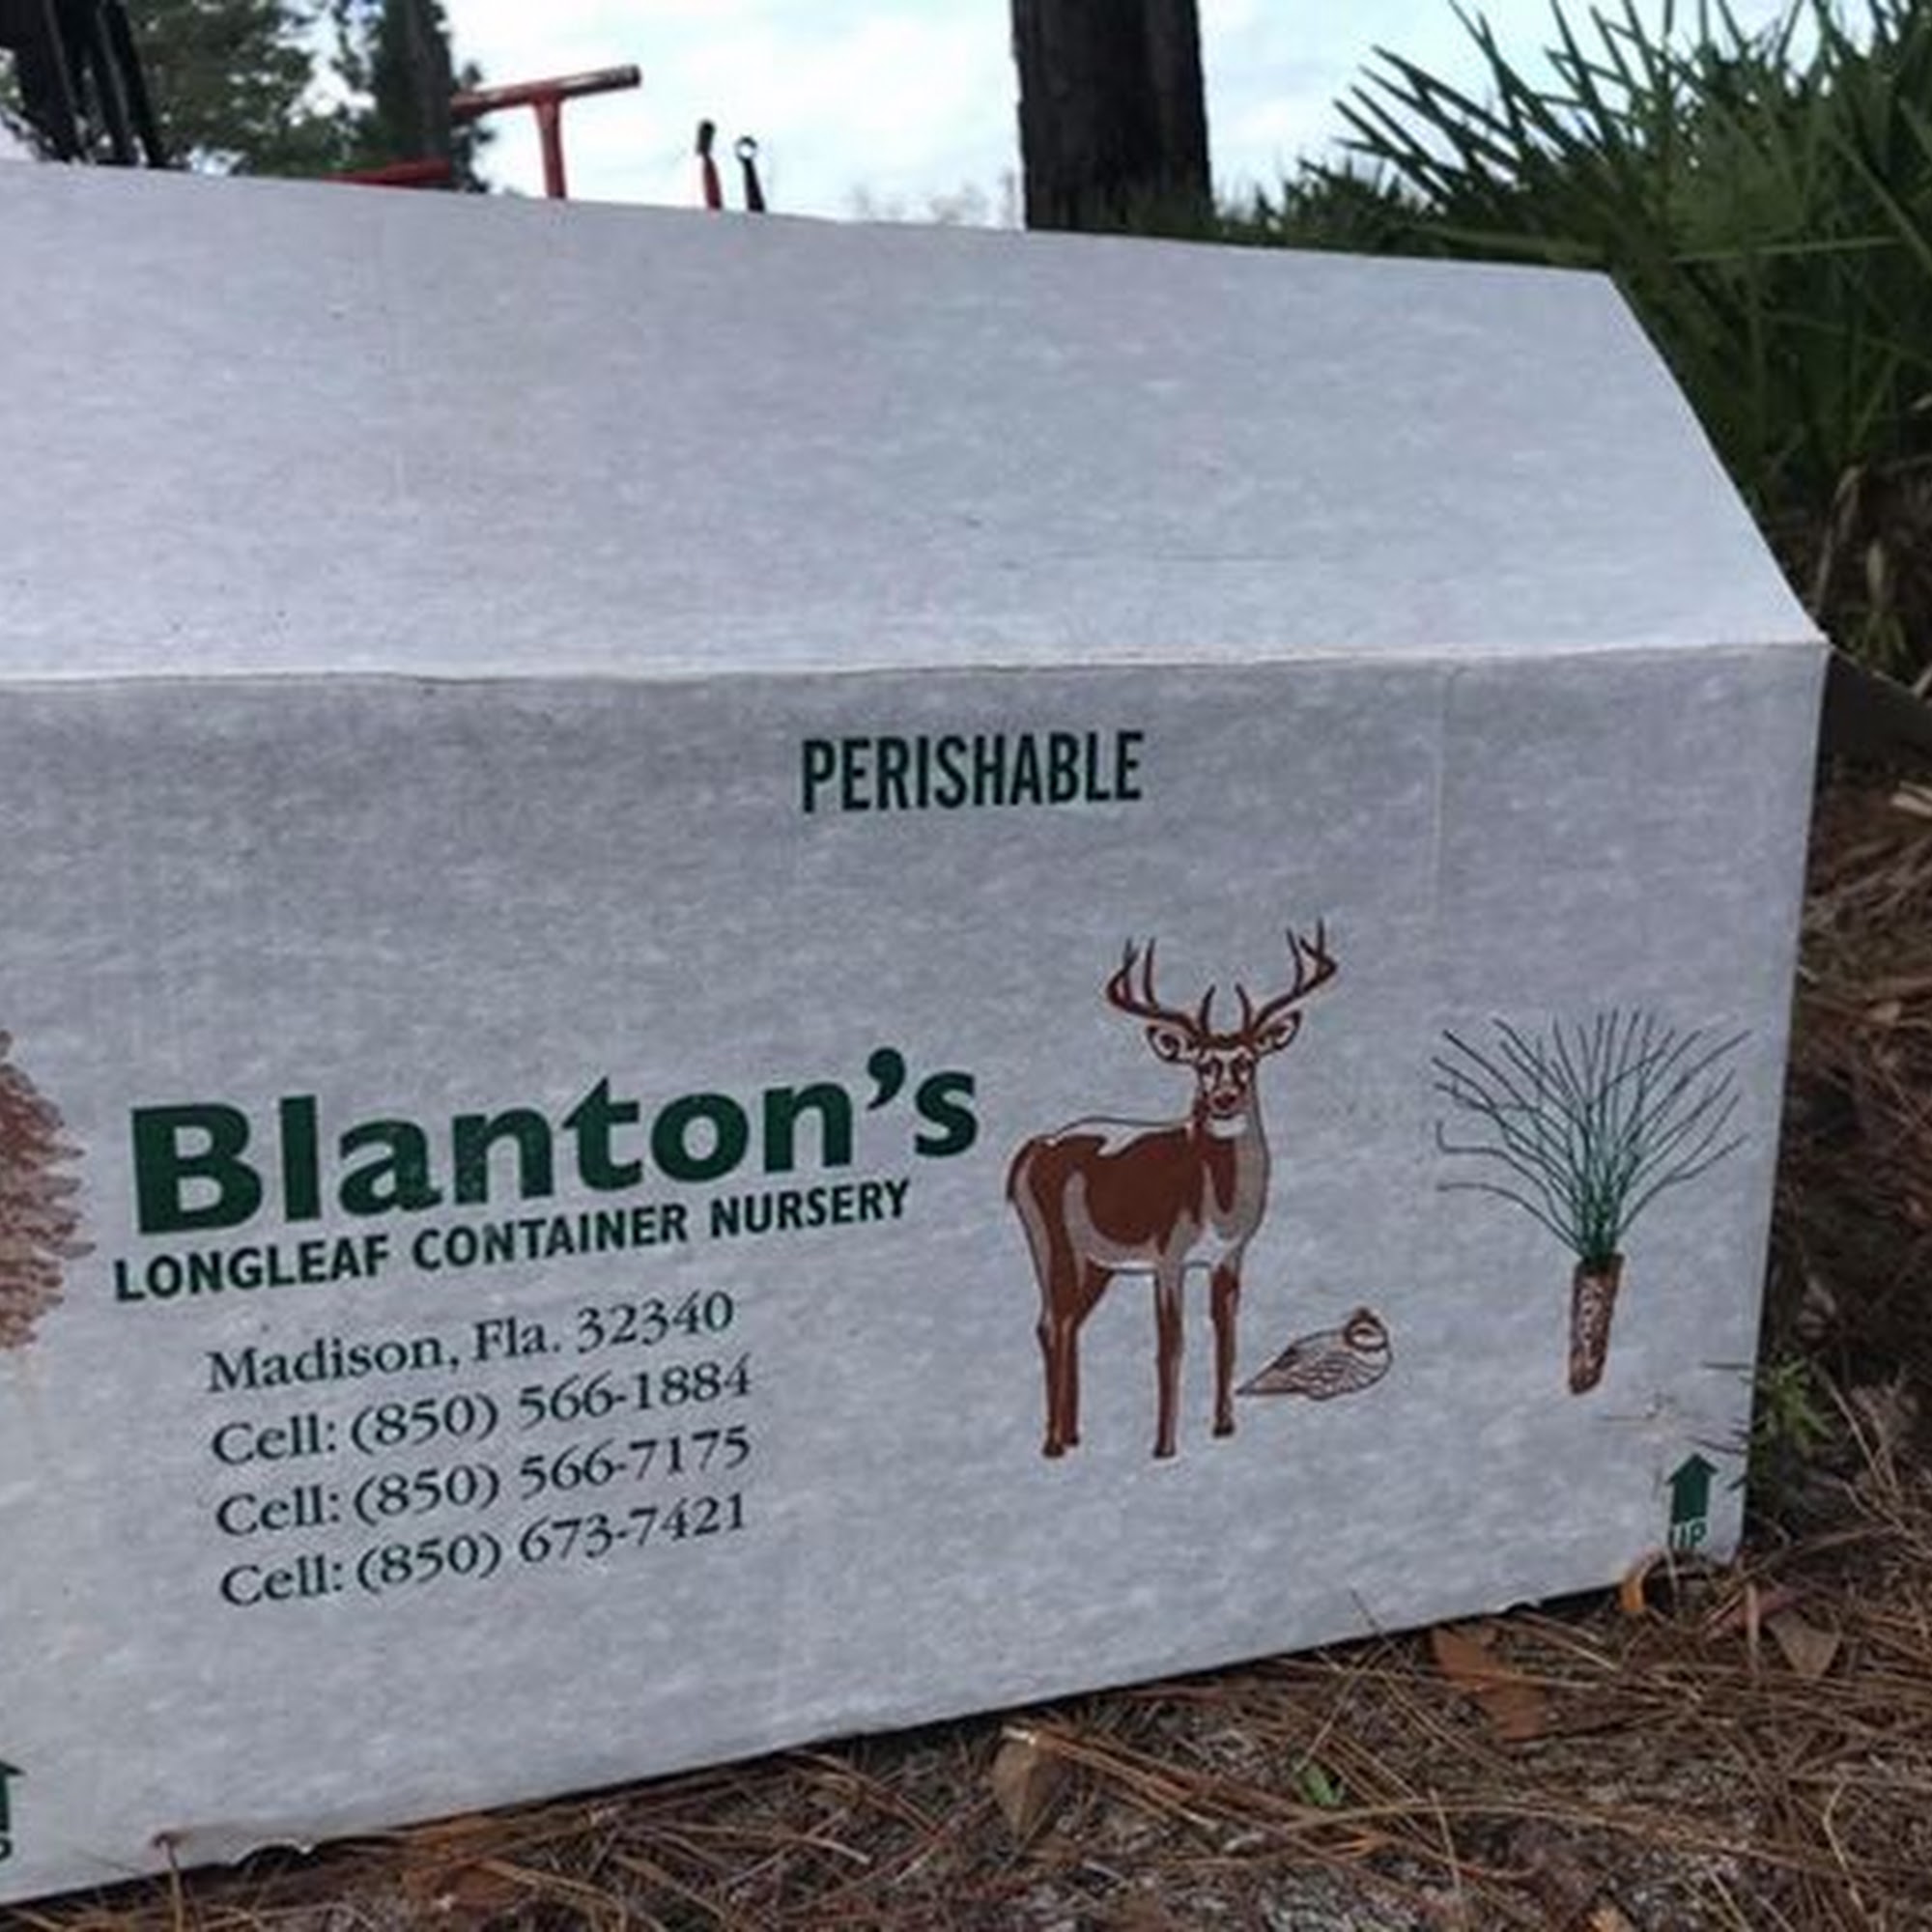 PERISHABLE
Blanton's
LONGLEAF CONTAINER NURSERY
Madison, Fla. 32340
Cell: (850) 566-1884
Cell: (850) 566-7175
Cell: (850) 673-7421
UP